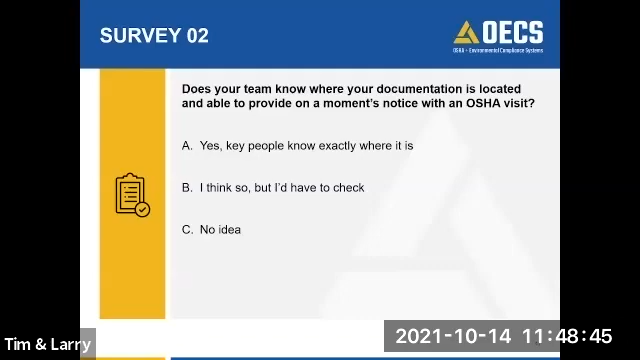 SURVEY 02
OECS
OSHA + Environmental Compliance Systems
Does your team know where your documentation is located
and able to provide on a moment's notice with an OSHA visit?
A. Yes, key people know exactly where it is
B. I think so, but I'd have to check
C. No idea
Tim & Larry
2021-10-14 11:48:45